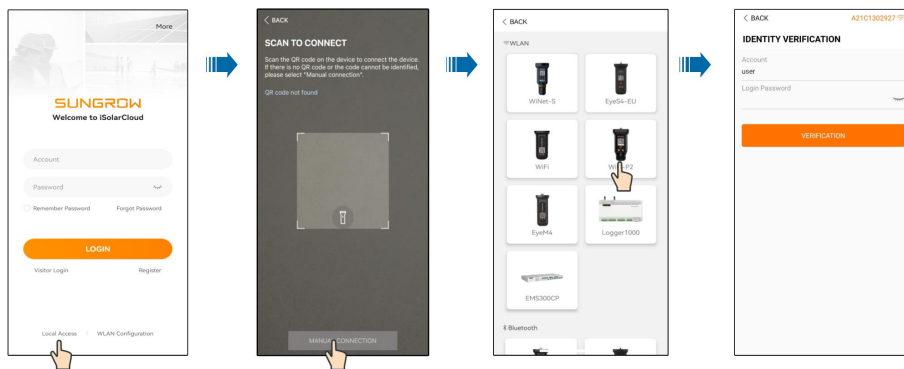 More
SUNGROW
Welcome to iSolarCloud
Account
Password
Remember Password Forgot Password
LOGIN
Visitor Login Register
Local Access WLAN Configuration
BACK
SCAN TO CONNECT
Scan the QR code on the device to connect the device.
If there is no QR code or the code cannot be identified,
please select "Manual connection".
QR code not found
MANUAL CONNECTION
BACK
WLAN
WiNet-S EyeS4-EU
WiFi
EyeM4 Logger1000
EMS300CP
Bluetooth
BACK A21C1302927
IDENTITY VERIFICATION
Account
user
Login Password
VERIFICATION